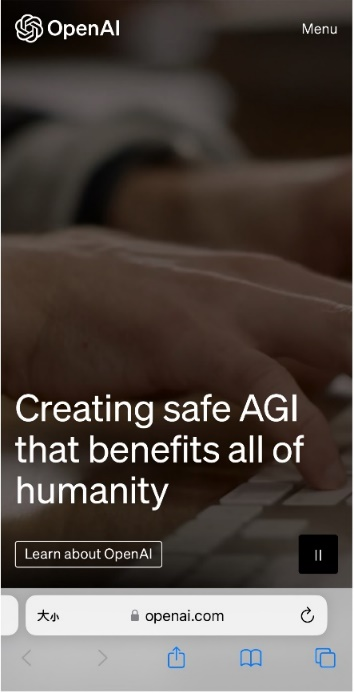 OpenAI
Menu
Creating safe AGI
that benefits all of
humanity
Learn about OpenAI
大小 openai.com